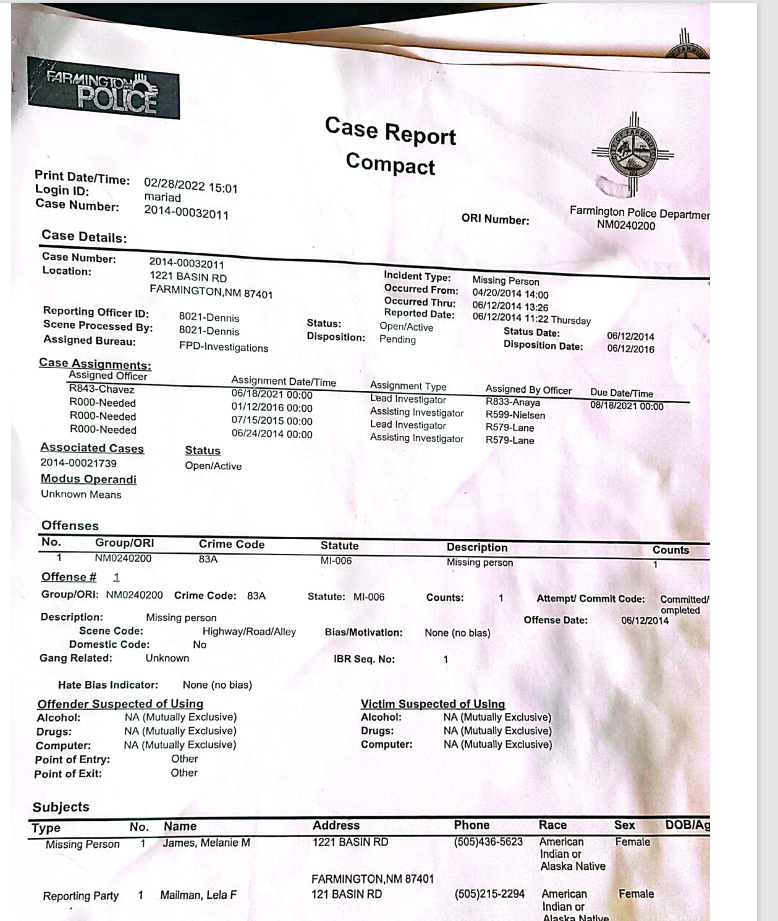 FARMINGTON
POLICE
Case Report
Compact
Print Date/Time: 02/28/2022 15:01
Login ID: mariad
Case Number: 2014-00032011
ORI Number: Farmington Police Departmer
NM0240200
Case Details:
Case Number: 2014-00032011
Location: 1221 BASIN RD
FARMINGTON,NM 87401
Incident Type: Missing Person
Occurred From: 04/20/2014 14:00
Occurred Thru: 06/12/2014 13:26
Reported Date: 06/12/2014 11:22 Thursday
Reporting Officer ID: 8021-Dennis
Scene Processed By: 8021-Dennis
Assigned Bureau: FPD-Investigations
Status: Open/Active
Disposition: Pending
Status Date: 06/12/2014
Disposition Date: 06/12/2016
Case Assignments:
Assigned Officer Assignment Date/Time Assignment Type Assigned By Officer Due Date/Time
R843-Chavez 06/18/2021 00:00 Lead Investigator R833-Anaya 08/18/2021 00:00
R000-Needed 01/12/2016 00:00 Assisting Investigator R599-Nielsen
R000-Needed 07/15/2015 00:00 Lead Investigator R579-Lane
R000-Needed 06/24/2014 00:00 Assisting Investigator R579-Lane
Associated Cases Status
2014-00021739 Open/Active
Modus Operandi
Unknown Means
Offenses
No. Group/ORI Crime Code Statute Description Counts
1 NM0240200 83A MI-006 Missing person 1
Offense # 1
Group/ORI: NM0240200 Crime Code: 83A Statute: MI-006 Counts: 1 Attempt/ Commit Code: Committed/
ompleted
Description: Missing person Offense Date: 06/12/2014
Scene Code: Highway/Road/Alley Bias/Motivation: None (no bias)
Domestic Code: No
Gang Related: Unknown IBR Seq. No: 1
Hate Bias Indicator: None (no bias)
Offender Suspected of Using Victim Suspected of Using
Alcohol: NA (Mutually Exclusive) Alcohol: NA (Mutually Exclusive)
Drugs: NA (Mutually Exclusive) Drugs: NA (Mutually Exclusive)
Computer: NA (Mutually Exclusive) Computer: NA (Mutually Exclusive)
Point of Entry: Other
Point of Exit: Other
Subjects
Type No. Name Address Phone Race Sex DOB/Ag
Missing Person 1 James, Melanie M 1221 BASIN RD (505)436-5623 American Female
Indian or
Alaska Native
FARMINGTON,NM 87401
Reporting Party 1 Mailman, Lela F 121 BASIN RD (505)215-2294 American Female
Indian or
Alaska Native